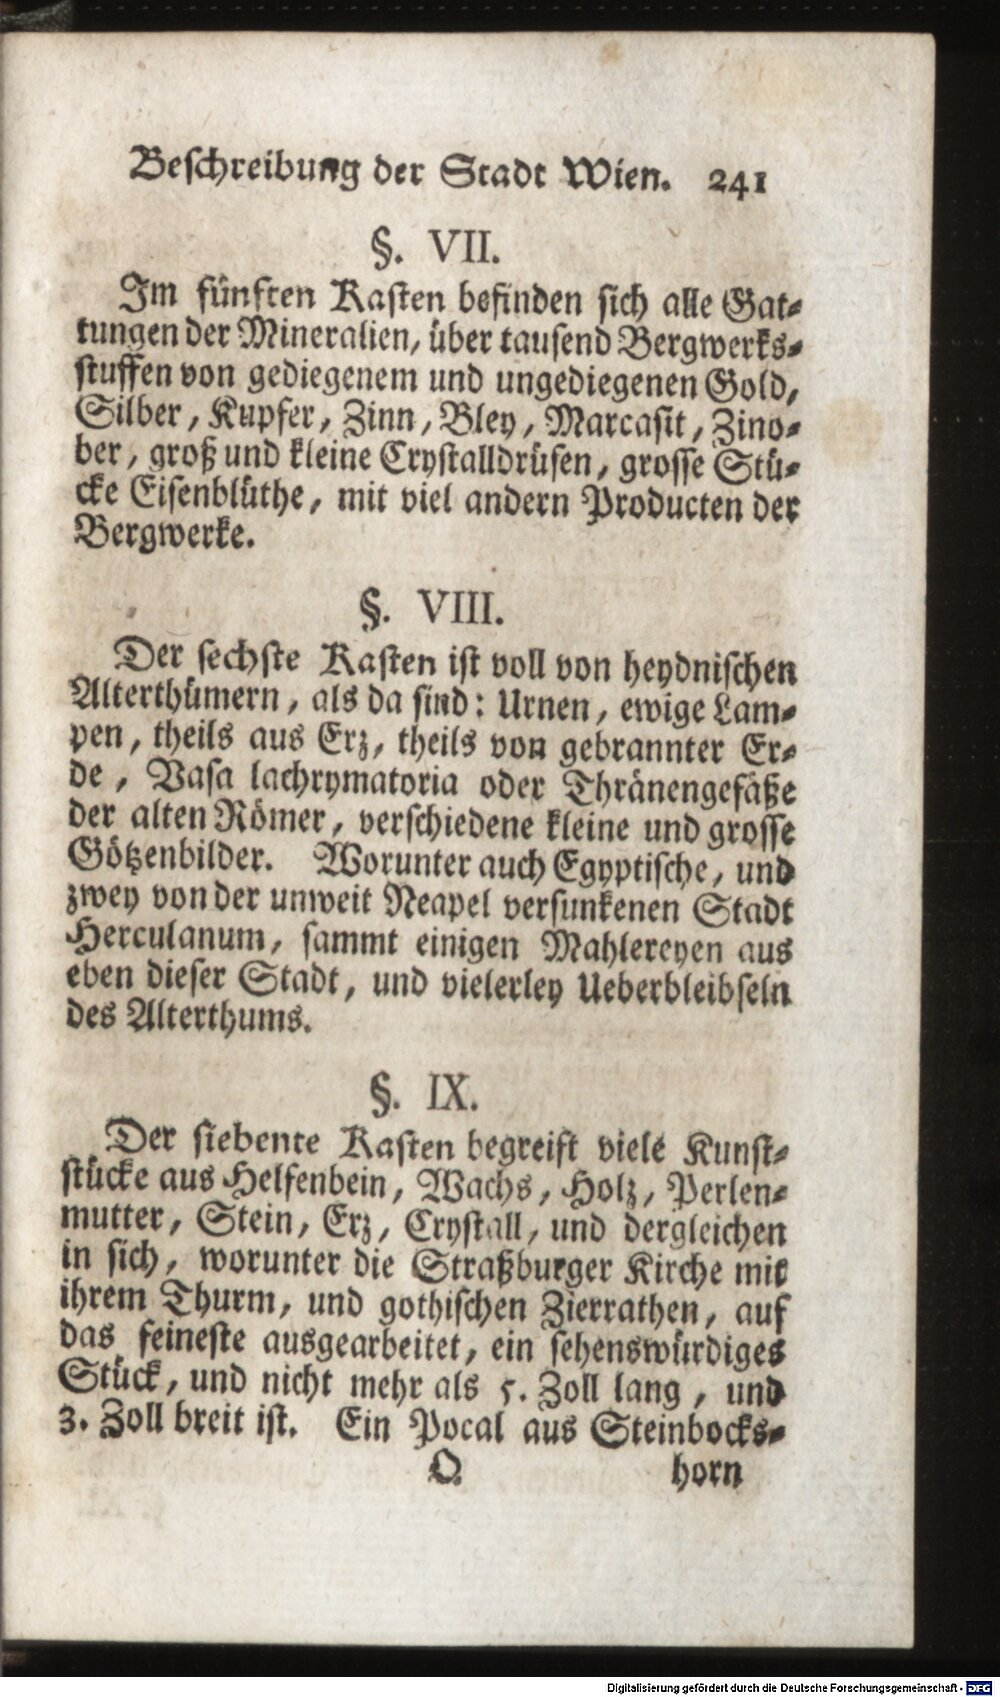 Beschreibung der Stadt Wien. 241
§. VII.
Im fünften Kasten befinden sich alle Gat-
tungen der Mineralien, über tausend Bergwerks-
stuffen von gediegenem und ungediegenen Gold,
Silber, Kupfer, Zinn, Bley, Marcasit, Zino-
ber, groß und kleine Crystalldrüsen, grosse Stü-
cke Eisenblüthe, mit viel andern Producten der
Bergwerke.
§. VIII.
Der sechste Kasten ist voll von heydnischen
Alterthümern, als da sind: Urnen, ewige Lam-
pen, theils aus Erz, theils von gebrannter Er-
de, Vasa lachrymatoria oder Thränengefäße
der alten Römer, verschiedene kleine und grosse
Götzenbilder. Worunter auch Egyptische, und
zwey von der unweit Neapel versunkenen Stadt
Herculanum, sammt einigen Mahlereyen aus
eben dieser Stadt, und vielerley Ueberbleibseln
des Alterthums.
§. IX.
Der siebente Kasten begreift viele Kunst-
stücke aus Helfenbein, Wachs, Holz, Perlen-
mutter, Stein, Erz, Crystall, und dergleichen
in sich, worunter die Straßburger Kirche mit
ihrem Thurm, und gothischen Zierrathen, auf
das feineste ausgearbeitet, ein sehenswürdiges
Stück, und nicht mehr als 5. Zoll lang, und
3. Zoll breit ist. Ein Pocal aus Steinbocks-
Q horn
Digitalisierung gefördert durch die Deutsche Forschungsgemeinschaft - DFG